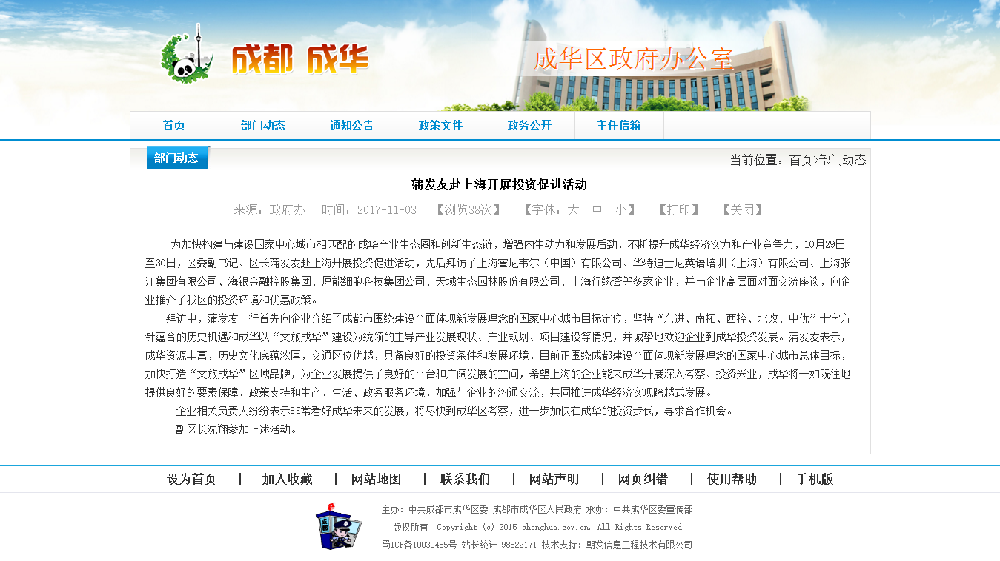 成都 成华
成华区政府办公室
首页 部门动态 通知公告 政策文件 政务公开 主任信箱
部门动态
当前位置：首页>部门动态
蒲发友赴上海开展投资促进活动
来源：政府办 时间：2017-11-03 【浏览38次】 【字体：大 中 小】 【打印】 【关闭】
为加快构建与建设国家中心城市相匹配的成华产业生态圈和创新生态链，增强内生动力和发展后劲，不断提升成华经济实力和产业竞争力，10月29日
至30日，区委副书记、区长蒲发友赴上海开展投资促进活动，先后拜访了上海霍尼韦尔（中国）有限公司、华特迪士尼英语培训（上海）有限公司、上海张
江集团有限公司、海银金融控股集团、原能细胞科技集团公司、天域生态园林股份有限公司、上海行缘荟等多家企业，并与企业高层面对面交流座谈，向企
业推介了我区的投资环境和优惠政策。
拜访中，蒲发友一行首先向企业介绍了成都市围绕建设全面体现新发展理念的国家中心城市目标定位，坚持“东进、南拓、西控、北改、中优”十字方
针蕴含的历史机遇和成华以“文旅成华”建设为统领的主导产业发展现状、产业规划、项目建设等情况，并诚挚地欢迎企业到成华投资发展。蒲发友表示，
成华资源丰富，历史文化底蕴浓厚，交通区位优越，具备良好的投资条件和发展环境，目前正围绕成都建设全面体现新发展理念的国家中心城市总体目标，
加快打造“文旅成华”区域品牌，为企业发展提供了良好的平台和广阔发展的空间，希望上海的企业能来成华开展深入考察、投资兴业，成华将一如既往地
提供良好的要素保障、政策支持和生产、生活、政务服务环境，加强与企业的沟通交流，共同推进成华经济实现跨越式发展。
企业相关负责人纷纷表示非常看好成华未来的发展，将尽快到成华区考察，进一步加快在成华的投资步伐，寻求合作机会。
副区长沈翔参加上述活动。
设为首页 | 加入收藏 | 网站地图 | 联系我们 | 网站声明 | 网页纠错 | 使用帮助 | 手机版
主办：中共成都市成华区委 成都市成华区人民政府 承办：中共成华区委宣传部
版权所有 Copyright (c) 2015 chenghua.gov.cn, All Rights Reserved
蜀ICP备10030455号 站长统计 98822171 技术支持：朝发信息工程技术有限公司